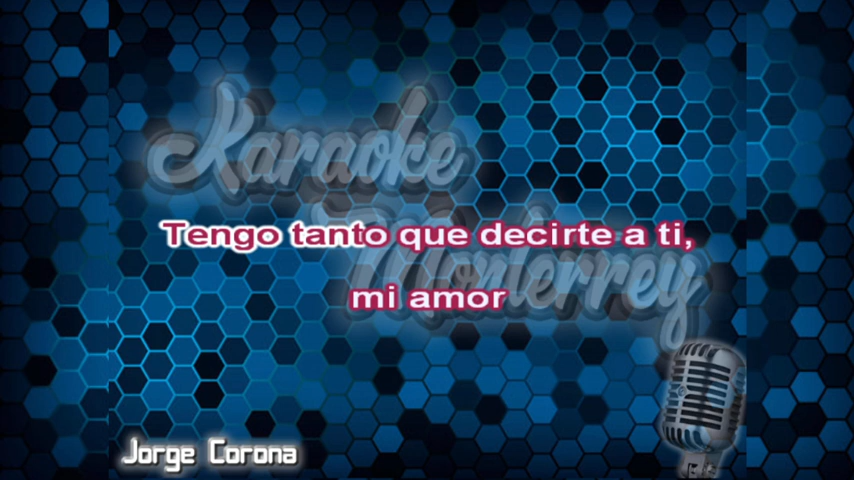 Karaoke
Monterrey
Tengo tanto que decirte a ti,
mi amor
Jorge Corona